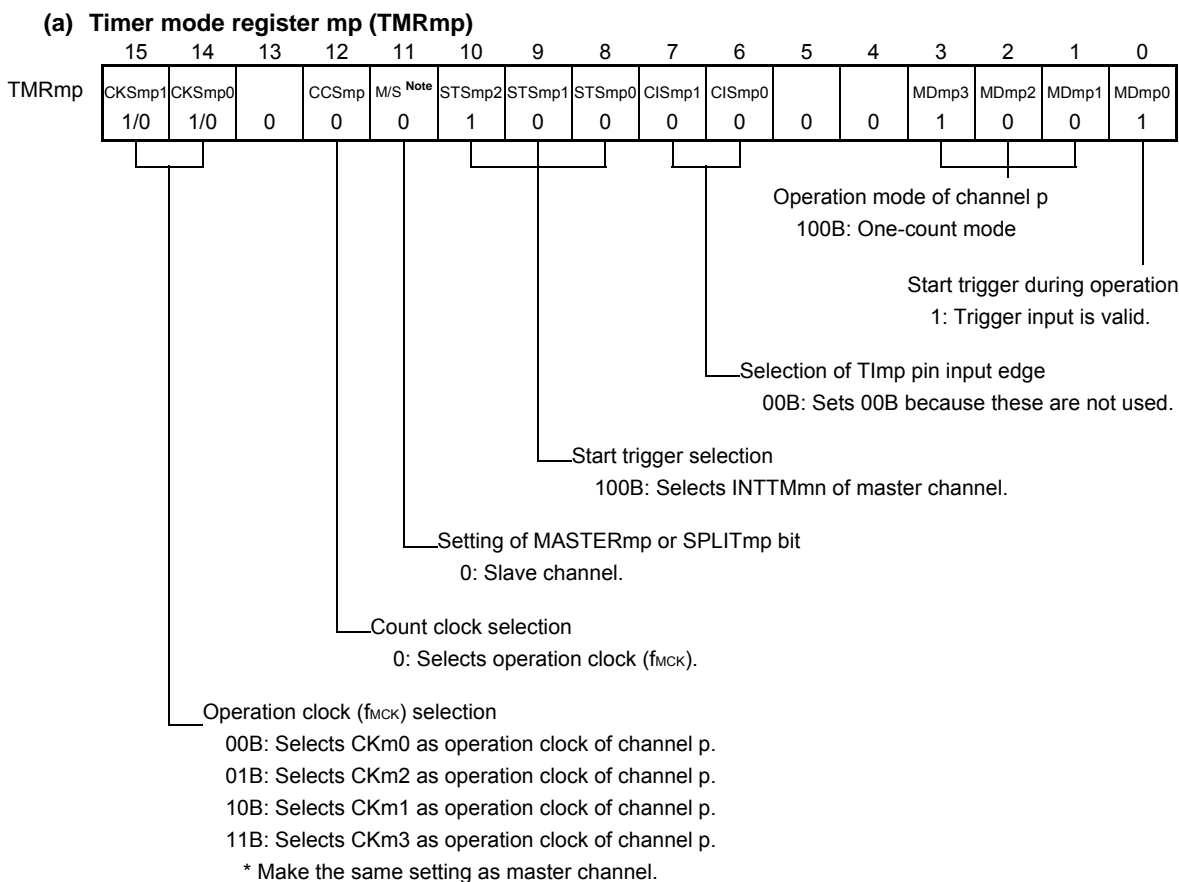 (a) Timer mode register mp (TMRmp)
15 14 13 12 11 10 9 8 7 6 5 4 3 2 1 0
TMRmp CKSmp1 CKSmp0 CCSmp M/S Note STSmp2 STSmp1 STSmp0 CISmp1 CISmp0 MDmp3 MDmp2 MDmp1 MDmp0
1/0 1/0 0 0 0 1 0 0 0 0 0 0 1 0 0 1
Operation mode of channel p
100B: One-count mode
Start trigger during operation
1: Trigger input is valid.
Selection of TImp pin input edge
00B: Sets 00B because these are not used.
Start trigger selection
100B: Selects INTTMmn of master channel.
Setting of MASTERmp or SPLITmp bit
0: Slave channel.
Count clock selection
0: Selects operation clock (fMCK).
Operation clock (fMCK) selection
00B: Selects CKm0 as operation clock of channel p.
01B: Selects CKm2 as operation clock of channel p.
10B: Selects CKm1 as operation clock of channel p.
11B: Selects CKm3 as operation clock of channel p.
* Make the same setting as master channel.